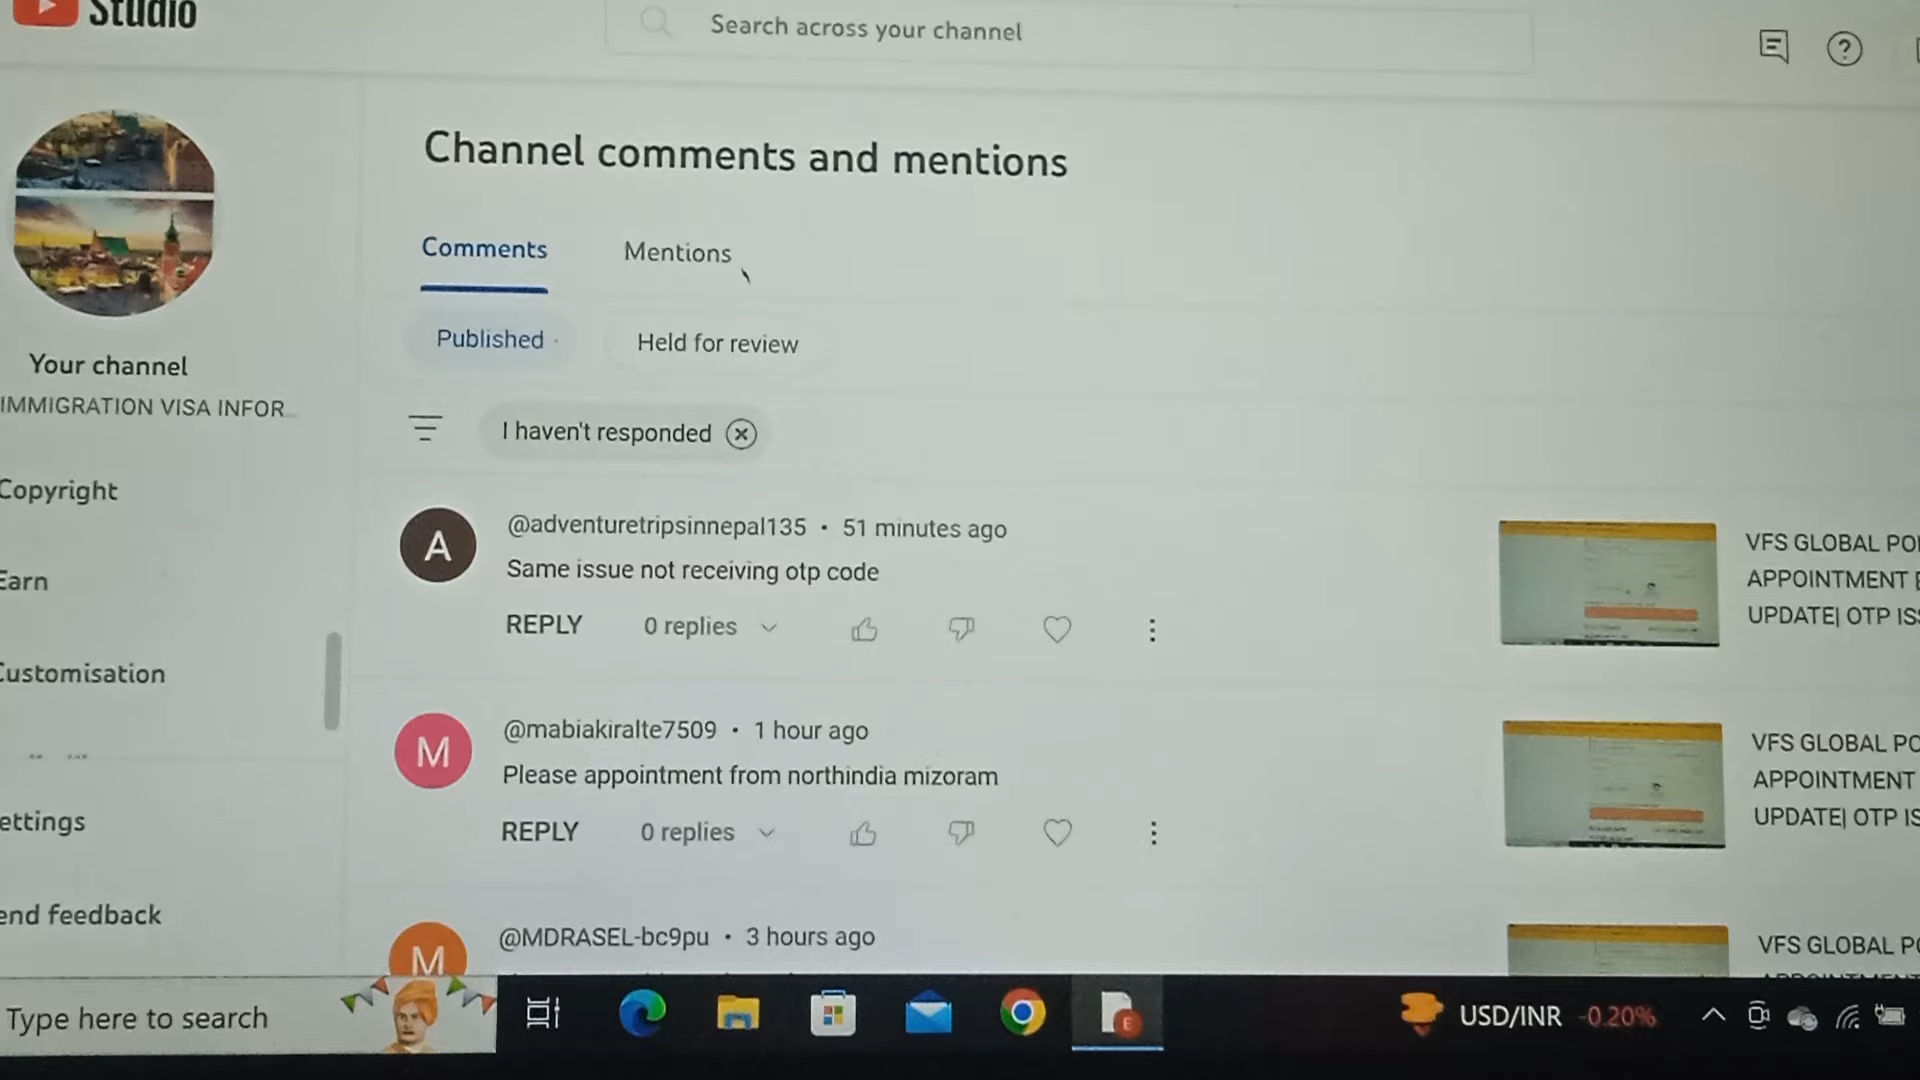 Studio
Search across your channel
Channel comments and mentions
Comments
Mentions
Published
Held for review
Your channel
IMMIGRATION VISA INFOR
I haven't responded
Copyright
Earn
Customisation
ettings
end feedback
A
@adventuretripsinnepal135 • 51 minutes ago
Same issue not receiving otp code
REPLY 0 replies
VFS GLOBAL POI
APPOINTMENT E
UPDATE| OTP ISS
M
@mabiakiralte7509 • 1 hour ago
Please appointment from northindia mizoram
REPLY 0 replies
VFS GLOBAL PO
APPOINTMENT
UPDATE| OTP IS
M
@MDRASEL-bc9pu • 3 hours ago
VFS GLOBAL PO
Type here to search
E
USD/INR -0.20%